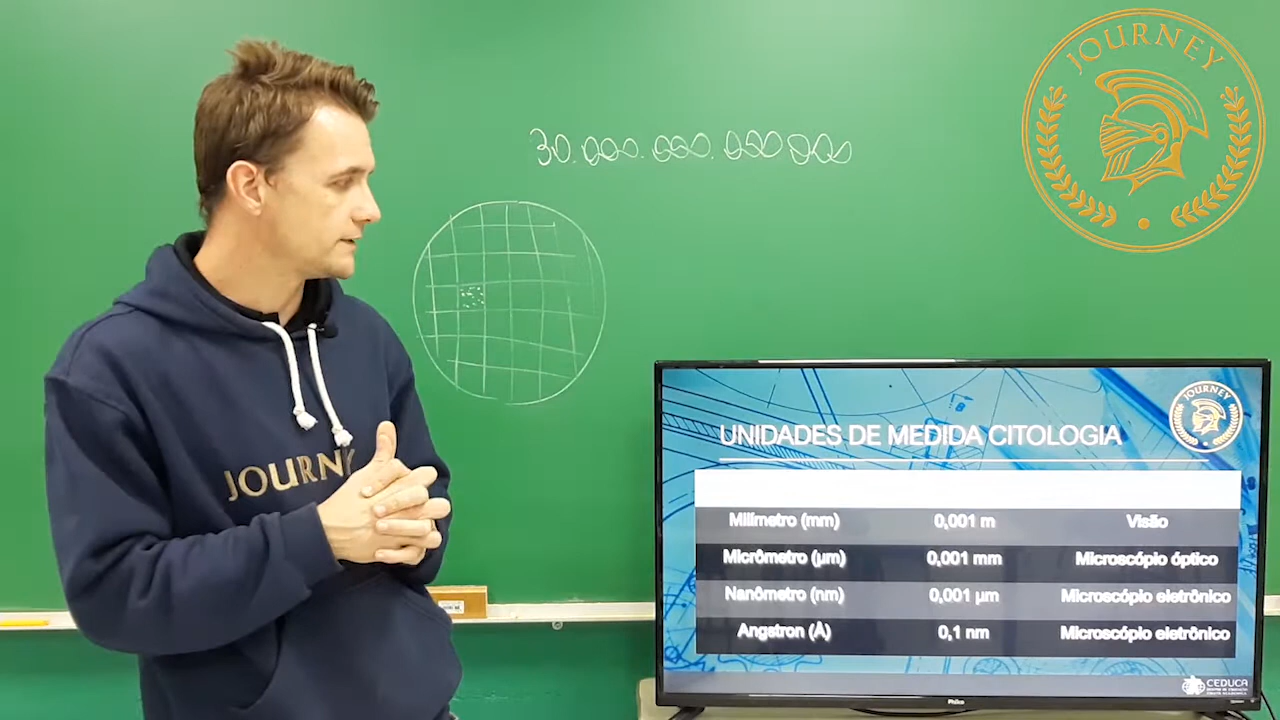 JOURNEY
30.000.000.000.000
JOURNEY
JOURNEY
UNIDADES DE MEDIDA CITOLOGIA
Milímetro (mm) 0,001 m Visão
Micrômetro (µm) 0,001 mm Microscópio óptico
Nanômetro (nm) 0,001 µm Microscópio eletrônico
Angstron (Å) 0,1 nm Microscópio eletrônico
CEDUCA
Philco